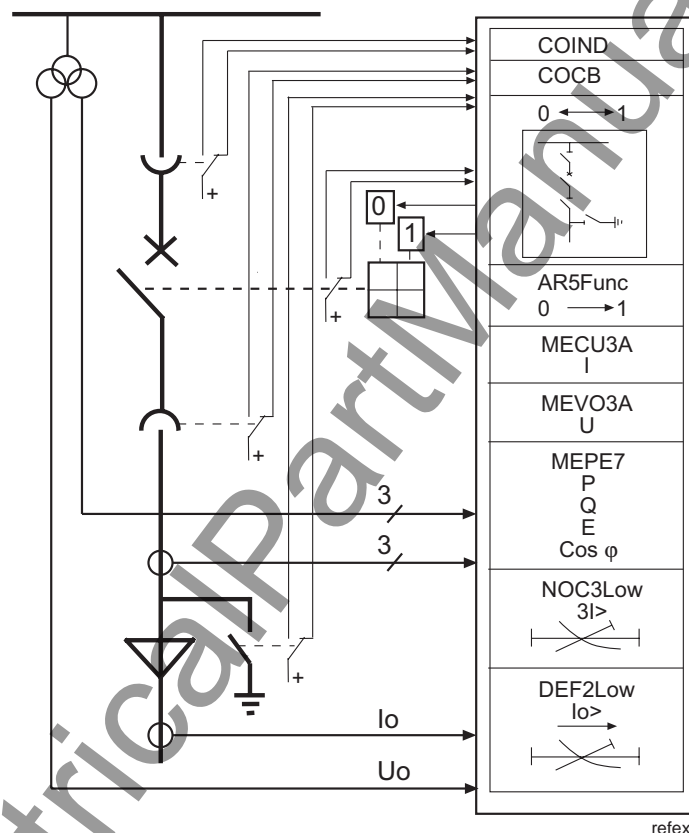 COIND
COCB
0 1
0
1
+
+
+
+
AR5Func
0 1
MECU3A
I
MEVO3A
U
MEPE7
P
Q
E
Cos φ
3
3
NOC3Low
3I>
DEF2Low
Io>
Io
Uo
refex
ctricalPartManua